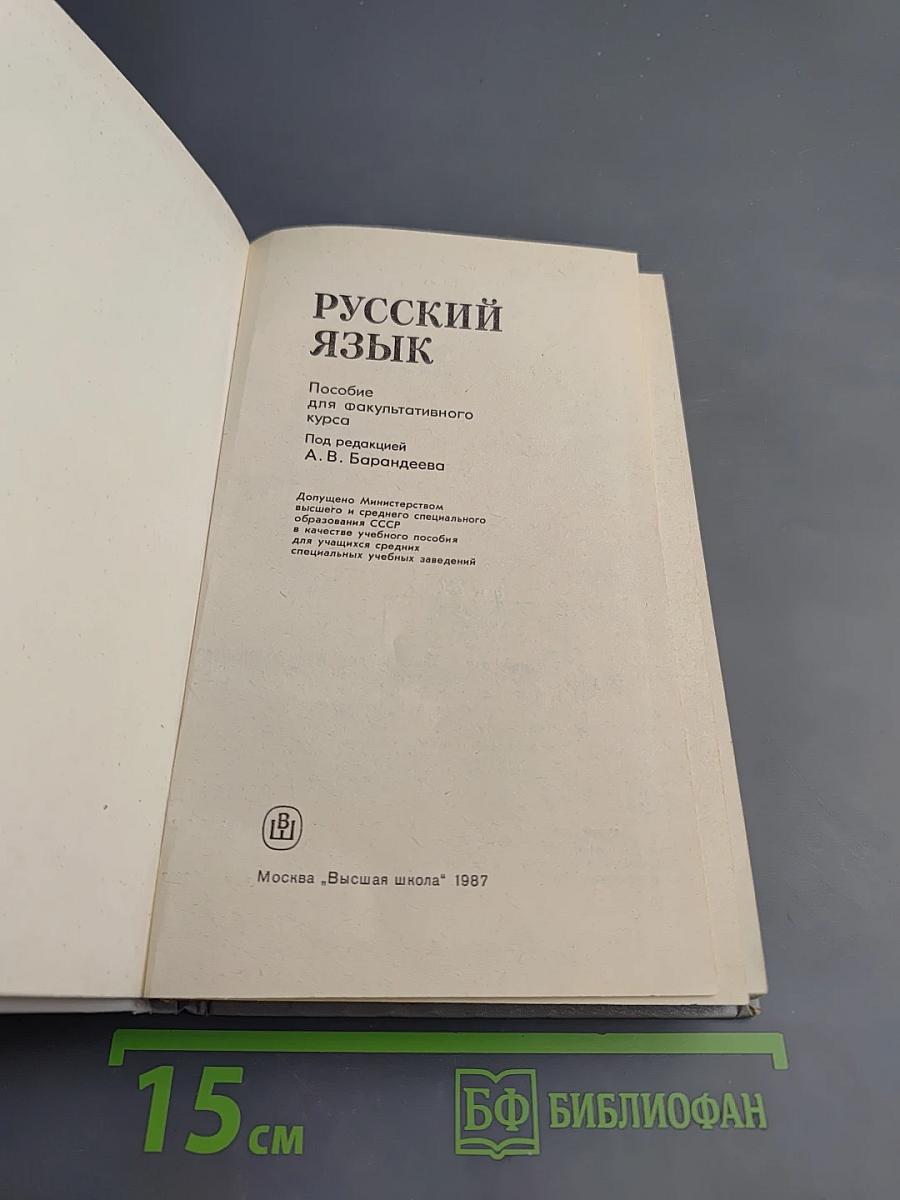 РУССКИЙ
ЯЗЫК
Пособие
для факультативного
курса
Под редакцией
А. В. Барандеева
Допущено Министерством
высшего и среднего специального
образования СССР
в качестве учебного пособия
для учащихся средних
специальных учебных заведений
ВШ
Москва „Высшая школа“ 1987
15 см
БФ БИБЛИОФАН